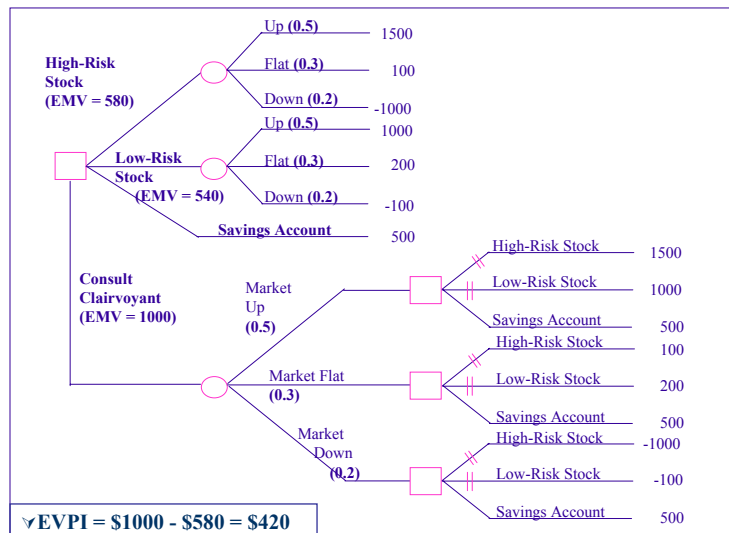 Up (0.5)
1500
High-Risk
Stock
(EMV = 580)
Flat (0.3)
100
Down (0.2)
-1000
Up (0.5)
1000
Low-Risk
Stock
(EMV = 540)
Flat (0.3)
200
Down (0.2)
-100
Savings Account
500
Consult
Clairvoyant
(EMV = 1000)
Market
Up
(0.5)
High-Risk Stock
1500
Low-Risk Stock
1000
Savings Account
500
Market Flat
(0.3)
High-Risk Stock
100
Low-Risk Stock
200
Savings Account
500
Market
Down
(0.2)
High-Risk Stock
-1000
Low-Risk Stock
-100
Savings Account
500
EVPI = $1000 - $580 = $420